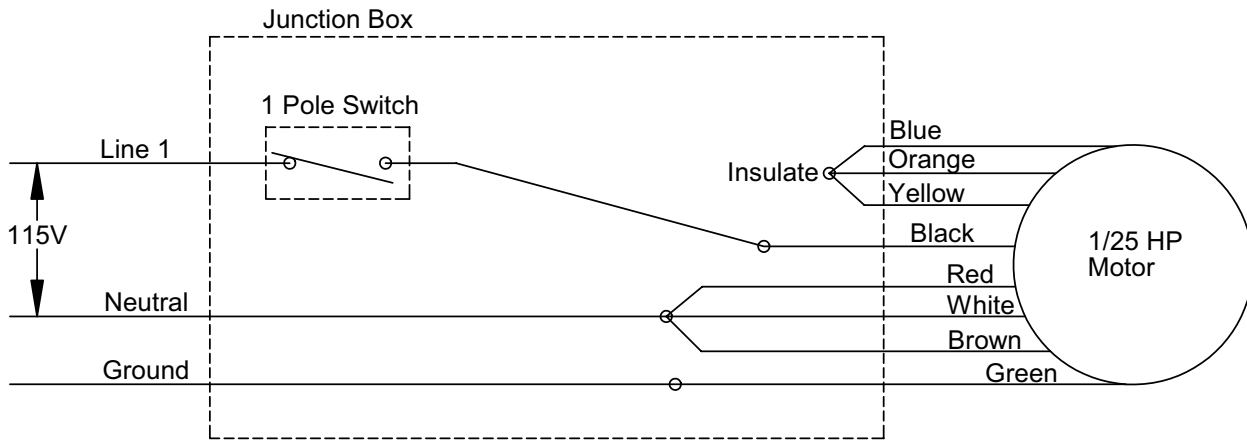 Junction Box
1 Pole Switch
Line 1
115V
Neutral
Ground
Insulate
Blue
Orange
Yellow
Black
Red
White
Brown
Green
1/25 HP
Motor